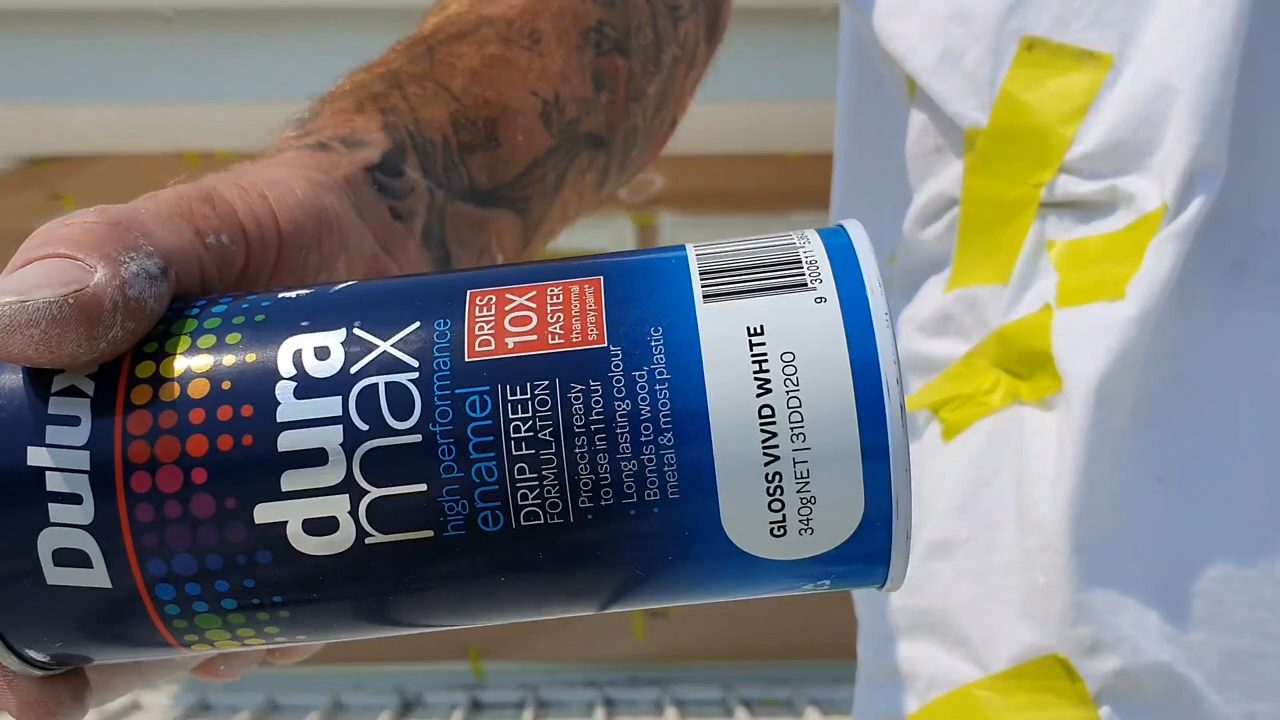 Dulux
dura
max
high performance
enamel
DRIP FREE
FORMULATION
DRIES
10X
FASTER
than normal
spray paint*
• Projects ready
to use in 1 hour
• Long lasting colour
• Bonds to wood,
metal & most plastic
GLOSS VIVID WHITE
340g NET | 31DD1200